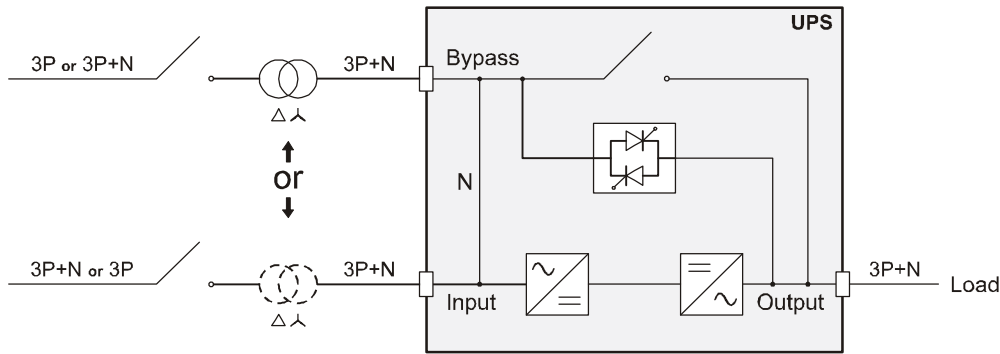 UPS
3P or 3P+N
3P+N
Bypass
or
N
3P+N or 3P
3P+N
Input
Output
3P+N
Load